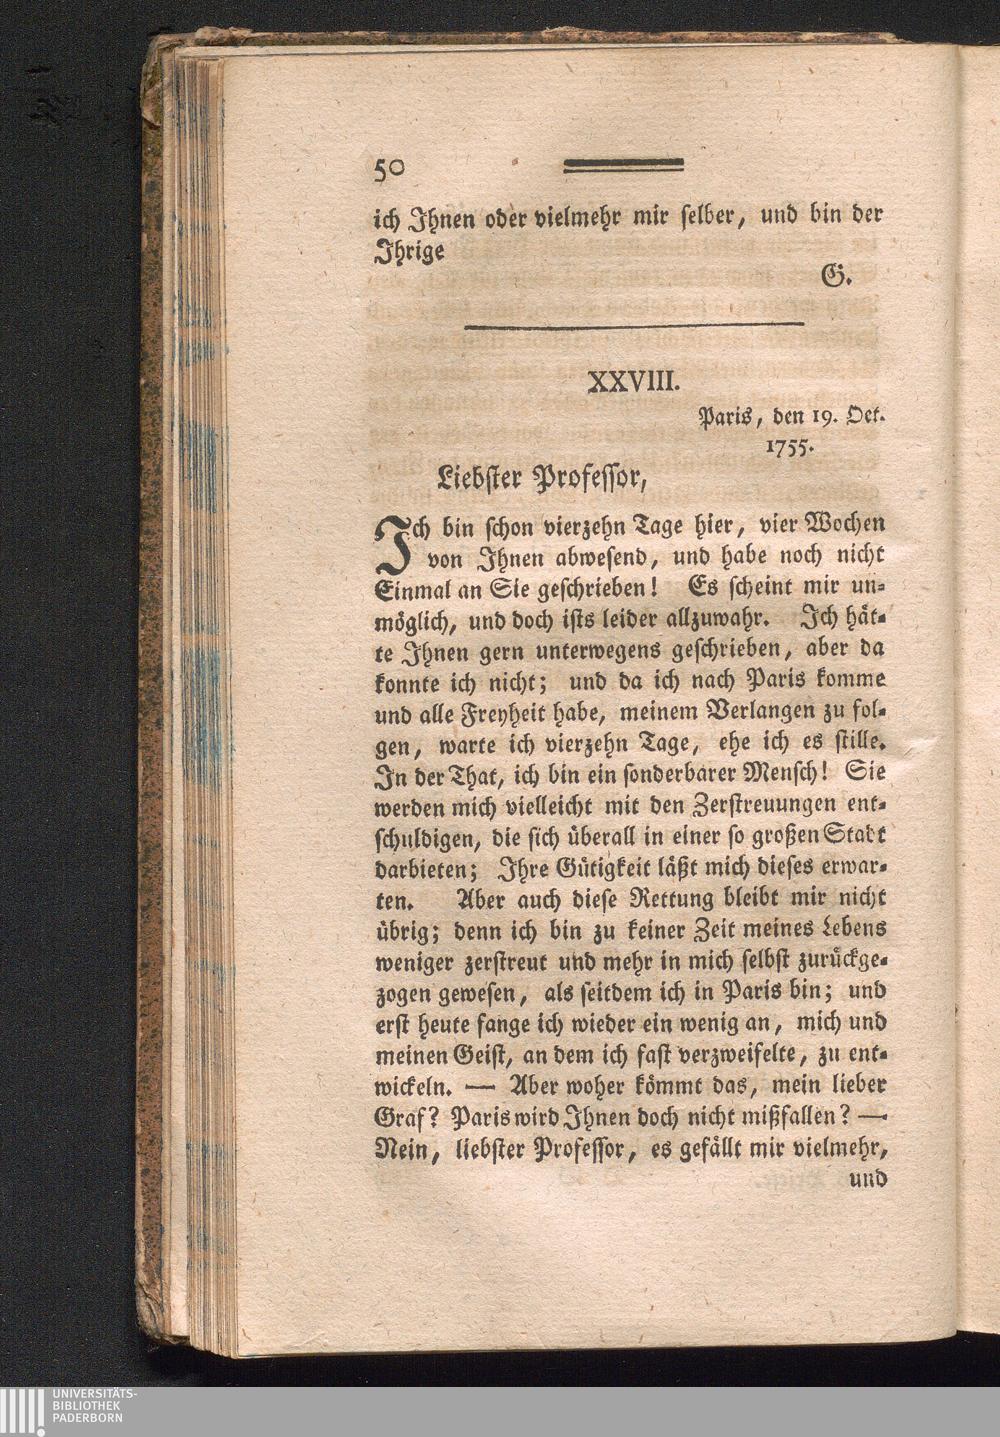 50
ich Ihnen oder vielmehr mir selber, und bin der
Ihrige
G.
XXVIII.
Paris, den 19. Oct.
1755.
Liebster Professor,
Ich bin schon vierzehn Tage hier, vier Wochen
von Ihnen abwesend, und habe noch nicht
Einmal an Sie geschrieben! Es scheint mir un-
möglich, und doch ists leider allzuwahr. Ich hät-
te Ihnen gern unterwegens geschrieben, aber da
konnte ich nicht; und da ich nach Paris komme
und alle Freyheit habe, meinem Verlangen zu fol-
gen, warte ich vierzehn Tage, ehe ich es stille.
In der That, ich bin ein sonderbarer Mensch! Sie
werden mich vielleicht mit den Zerstreuungen ent-
schuldigen, die sich überall in einer so großen Stadt
darbieten; Ihre Gütigkeit läßt mich dieses erwar-
ten. Aber auch diese Rettung bleibt mir nicht
übrig; denn ich bin zu keiner Zeit meines Lebens
weniger zerstreut und mehr in mich selbst zurückge-
zogen gewesen, als seitdem ich in Paris bin; und
erst heute fange ich wieder ein wenig an, mich und
meinen Geist, an dem ich fast verzweifelte, zu ent-
wickeln. — Aber woher kömmt das, mein lieber
Graf? Paris wird Ihnen doch nicht mißfallen? —
Nein, liebster Professor, es gefällt mir vielmehr,
und
UNIVERSITÄTS-
BIBLIOTHEK
PADERBORN